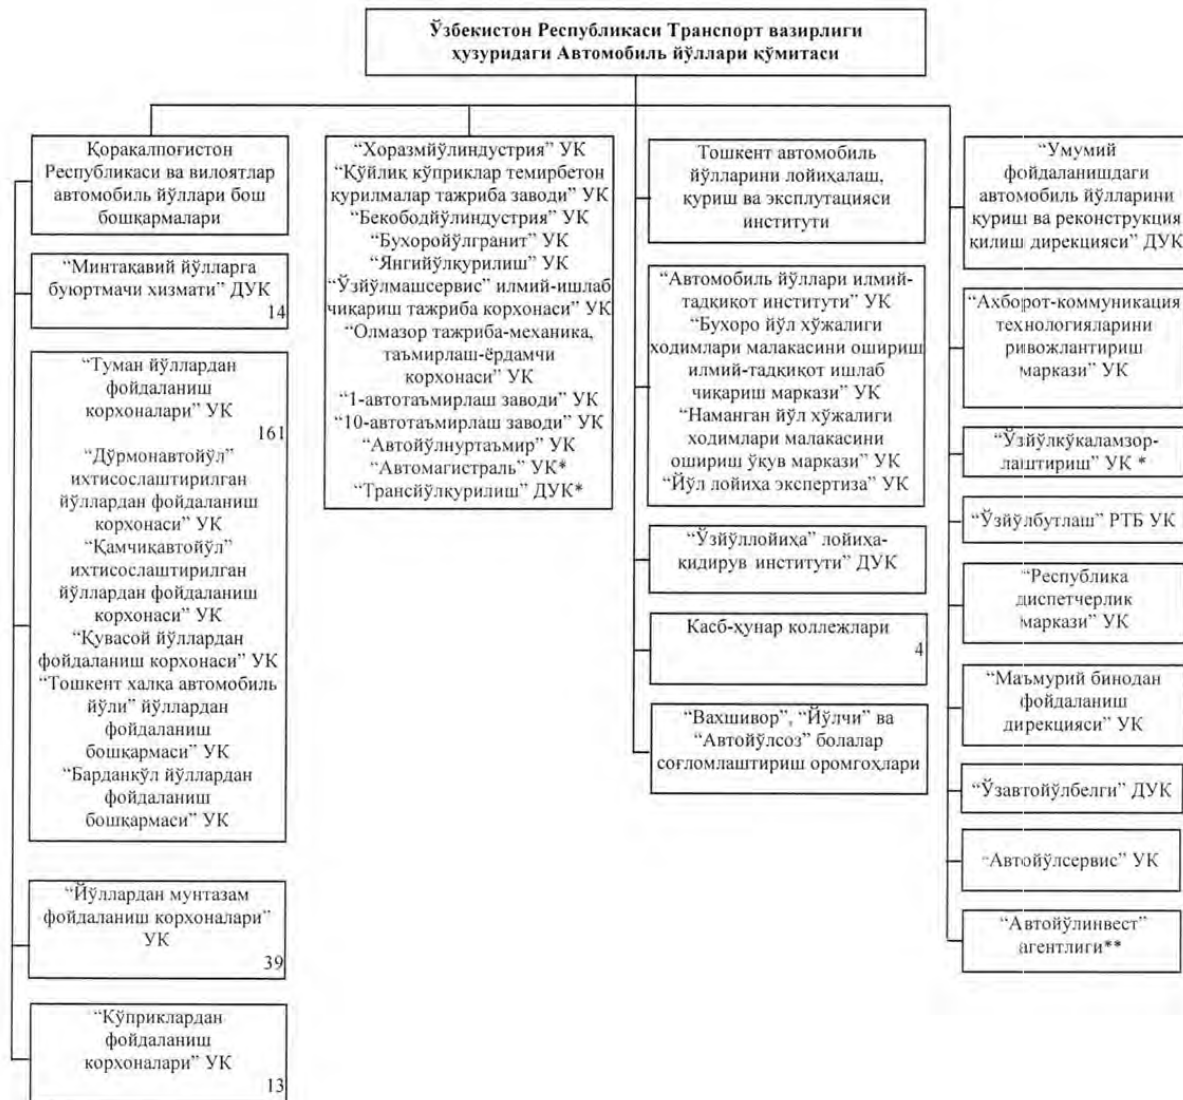 Ўзбекистон Республикаси Транспорт вазирлиги
ҳузуридаги Автомобиль йўллари қўмитаси
Қорақалпоғистон
Республикаси ва вилоятлар
автомобиль йўллари бош
бошқармалари
“Минтақавий йўлларга
буюртмачи хизмати” ДУК
14
“Туман йўллардан
фойдаланиш
корхоналари” УК
161
“Дўрмонавтойўл”
ихтисослаштирилган
йўллардан фойдаланиш
корхонаси” УК
“Қамчиқавтойўл”
ихтисослаштирилган
йўллардан фойдаланиш
корхонаси” УК
“Қувасой йўллардан
фойдаланиш корхонаси” УК
“Тошкент халқа автомобиль
йўли” йўллардан
фойдаланиш
бошқармаси” УК
“Барданкўл йўллардан
фойдаланиш
бошқармаси” УК
“Йўллардан мунтазам
фойдаланиш корхоналари”
УК
39
“Кўприклардан
фойдаланиш
корхоналари” УК
13
“Хоразмйўлиндустрия” УК
“Қўйлиқ кўприклар темирбетон
қурилмалар тажриба заводи” УК
“Бекободйўлиндустрия” УК
“Бухоройўлгранит” УК
“Янгийўлқурилиш” УК
“Ўзйўлмашсервис” илмий-ишлаб
чиқариш тажриба корхонаси” УК
“Олмазор тажриба-механика,
таъмирлаш-ёрдамчи
корхонаси” УК
“1-автотаъмирлаш заводи” УК
“10-автотаъмирлаш заводи” УК
“Автойўлнуртаъмир” УК
“Автомагистраль” УК*
“Трансйўлқурилиш” ДУК*
Тошкент автомобиль
йўлларини лойиҳалаш,
қуриш ва эксплутацияси
институти
“Автомобиль йўллари илмий-
тадқиқот институти” УК
“Бухоро йўл хўжалиги
ходимлари малакасини ошириш
илмий-тадқиқот ишлаб
чиқариш маркази” УК
“Наманган йўл хўжалиги
ходимлари малакасини
ошириш ўқув маркази” УК
“Йўл лойиҳа экспертиза” УК
“Ўзйўллойиҳа” лойиҳа-
қидирув институти” ДУК
Касб-ҳунар коллежлари
4
“Вахшивор”, “Йўлчи” ва
“Автойўлсоз” болалар
соғломлаштириш оромгоҳлари
“Умумий
фойдаланишдаги
автомобиль йўлларини
қуриш ва реконструкция
қилиш дирекцияси” ДУК
“Ахборот-коммуникация
технологияларини
ривожлантириш
маркази” УК
“Ўзйўлкўкаламзор-
лаштириш” УК *
“Ўзйўлбутлаш” РТБ УК
“Республика
диспетчерлик
маркази” УК
“Маъмурий бинодан
фойдаланиш
дирекцияси” УК
“Ўзавтойўлбелги” ДУК
“Автойўлсервис” УК
“Автойўлинвест”
агентлиги**